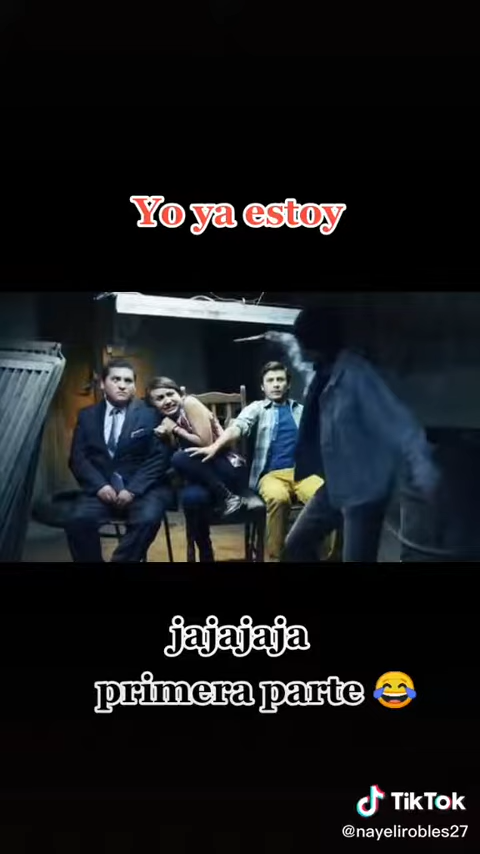 Yo ya estoy
jajajaja
primera parte 😂
TikTok
@nayelirobles27